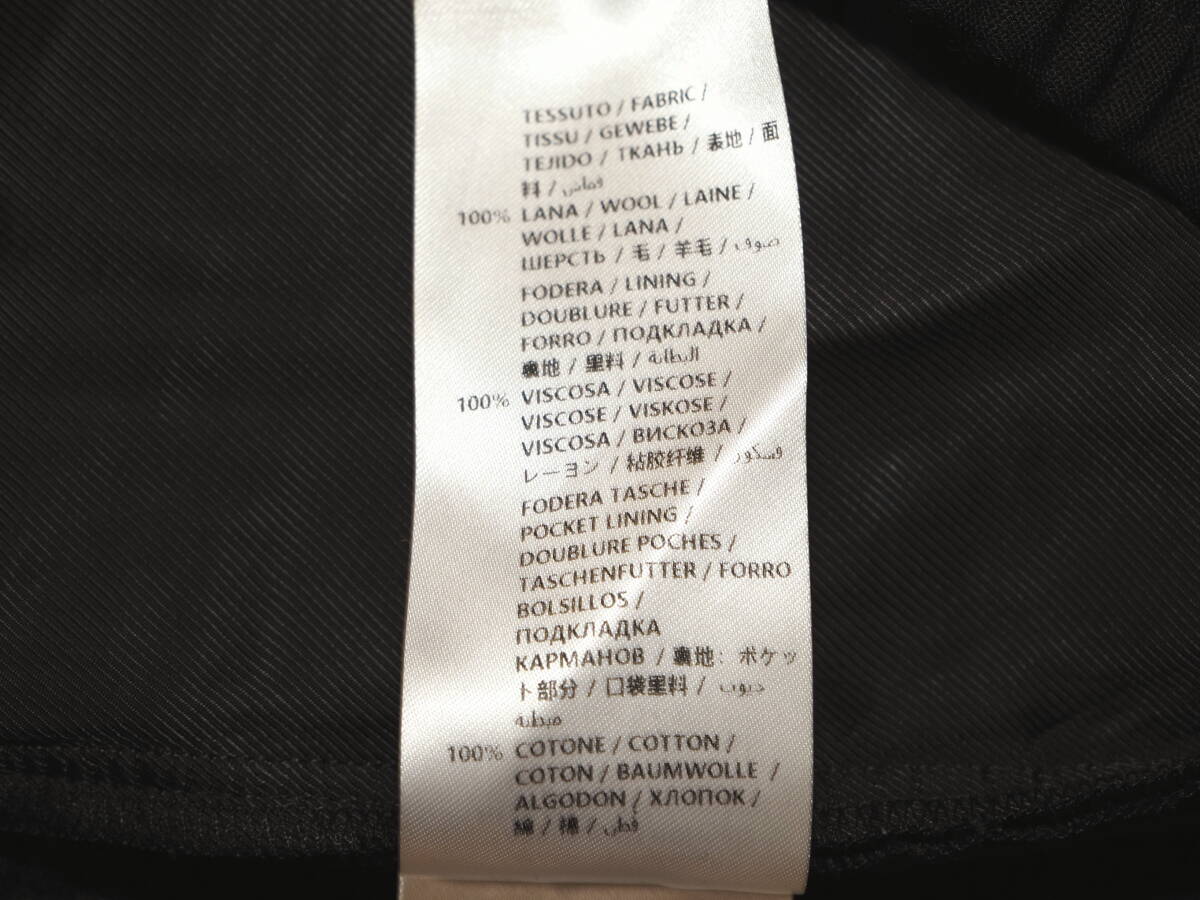 TESSUTO / FABRIC /
TISSU / GEWEBE /
TEJIDO / ТКАНЬ / 表地 / 面
料 / قماش
100% LANA / WOOL / LAINE /
WOLLE / LANA /
ШЕРСТЬ / 毛 / 羊毛 / صوف
FODERA / LINING /
DOUBLURE / FUTTER /
FORRO / ПОДКЛАДКА /
裏地 / 里料 / البطانة
100% VISCOSA / VISCOSE /
VISCOSE / VISKOSE /
VISCOSA / ВИСКОЗА /
レーヨン / 粘胶纤维 / فسكوز
FODERA TASCHE /
POCKET LINING /
DOUBLURE POCHES /
TASCHENFUTTER / FORRO
BOLSILLOS /
ПОДКЛАДКА
КАРМАНОВ / 裏地: ポケッ
ト部分 / 口袋里料 / جيوب
مبطنة
100% COTONE / COTTON /
COTON / BAUMWOLLE /
ALGODON / ХЛОПОК /
綿 / 棉 / قطن